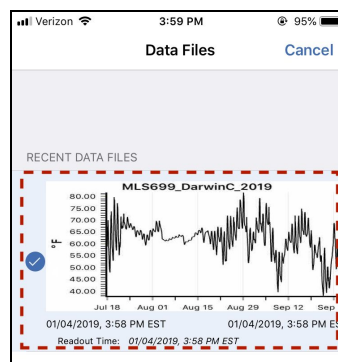 Verizon 3:59 PM 95%
Data Files Cancel
RECENT DATA FILES
MLS699_DarwinC_2019
80.00
75.00
70.00
65.00
60.00
55.00
50.00
45.00
40.00
°F
Jul 18 Aug 01 Aug 15 Aug 29 Sep 12 Sep
01/04/2019, 3:58 PM EST 01/04/2019, 3:58 PM ES
Readout Time: 01/04/2019, 3:58 PM EST